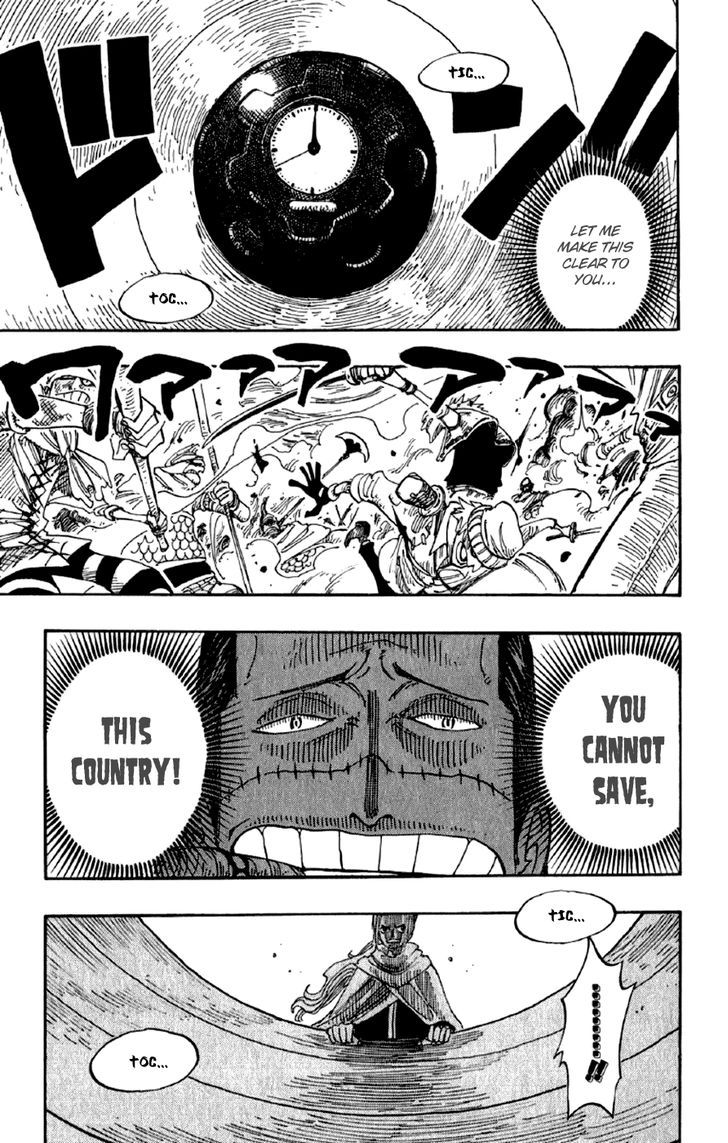 TIC...
ドン!!
LET ME
MAKE THIS
CLEAR TO
YOU...
TOC...
ワアアアアアアア
YOU
CANNOT
SAVE,
THIS
COUNTRY!
TIC...
........!!
TOC...